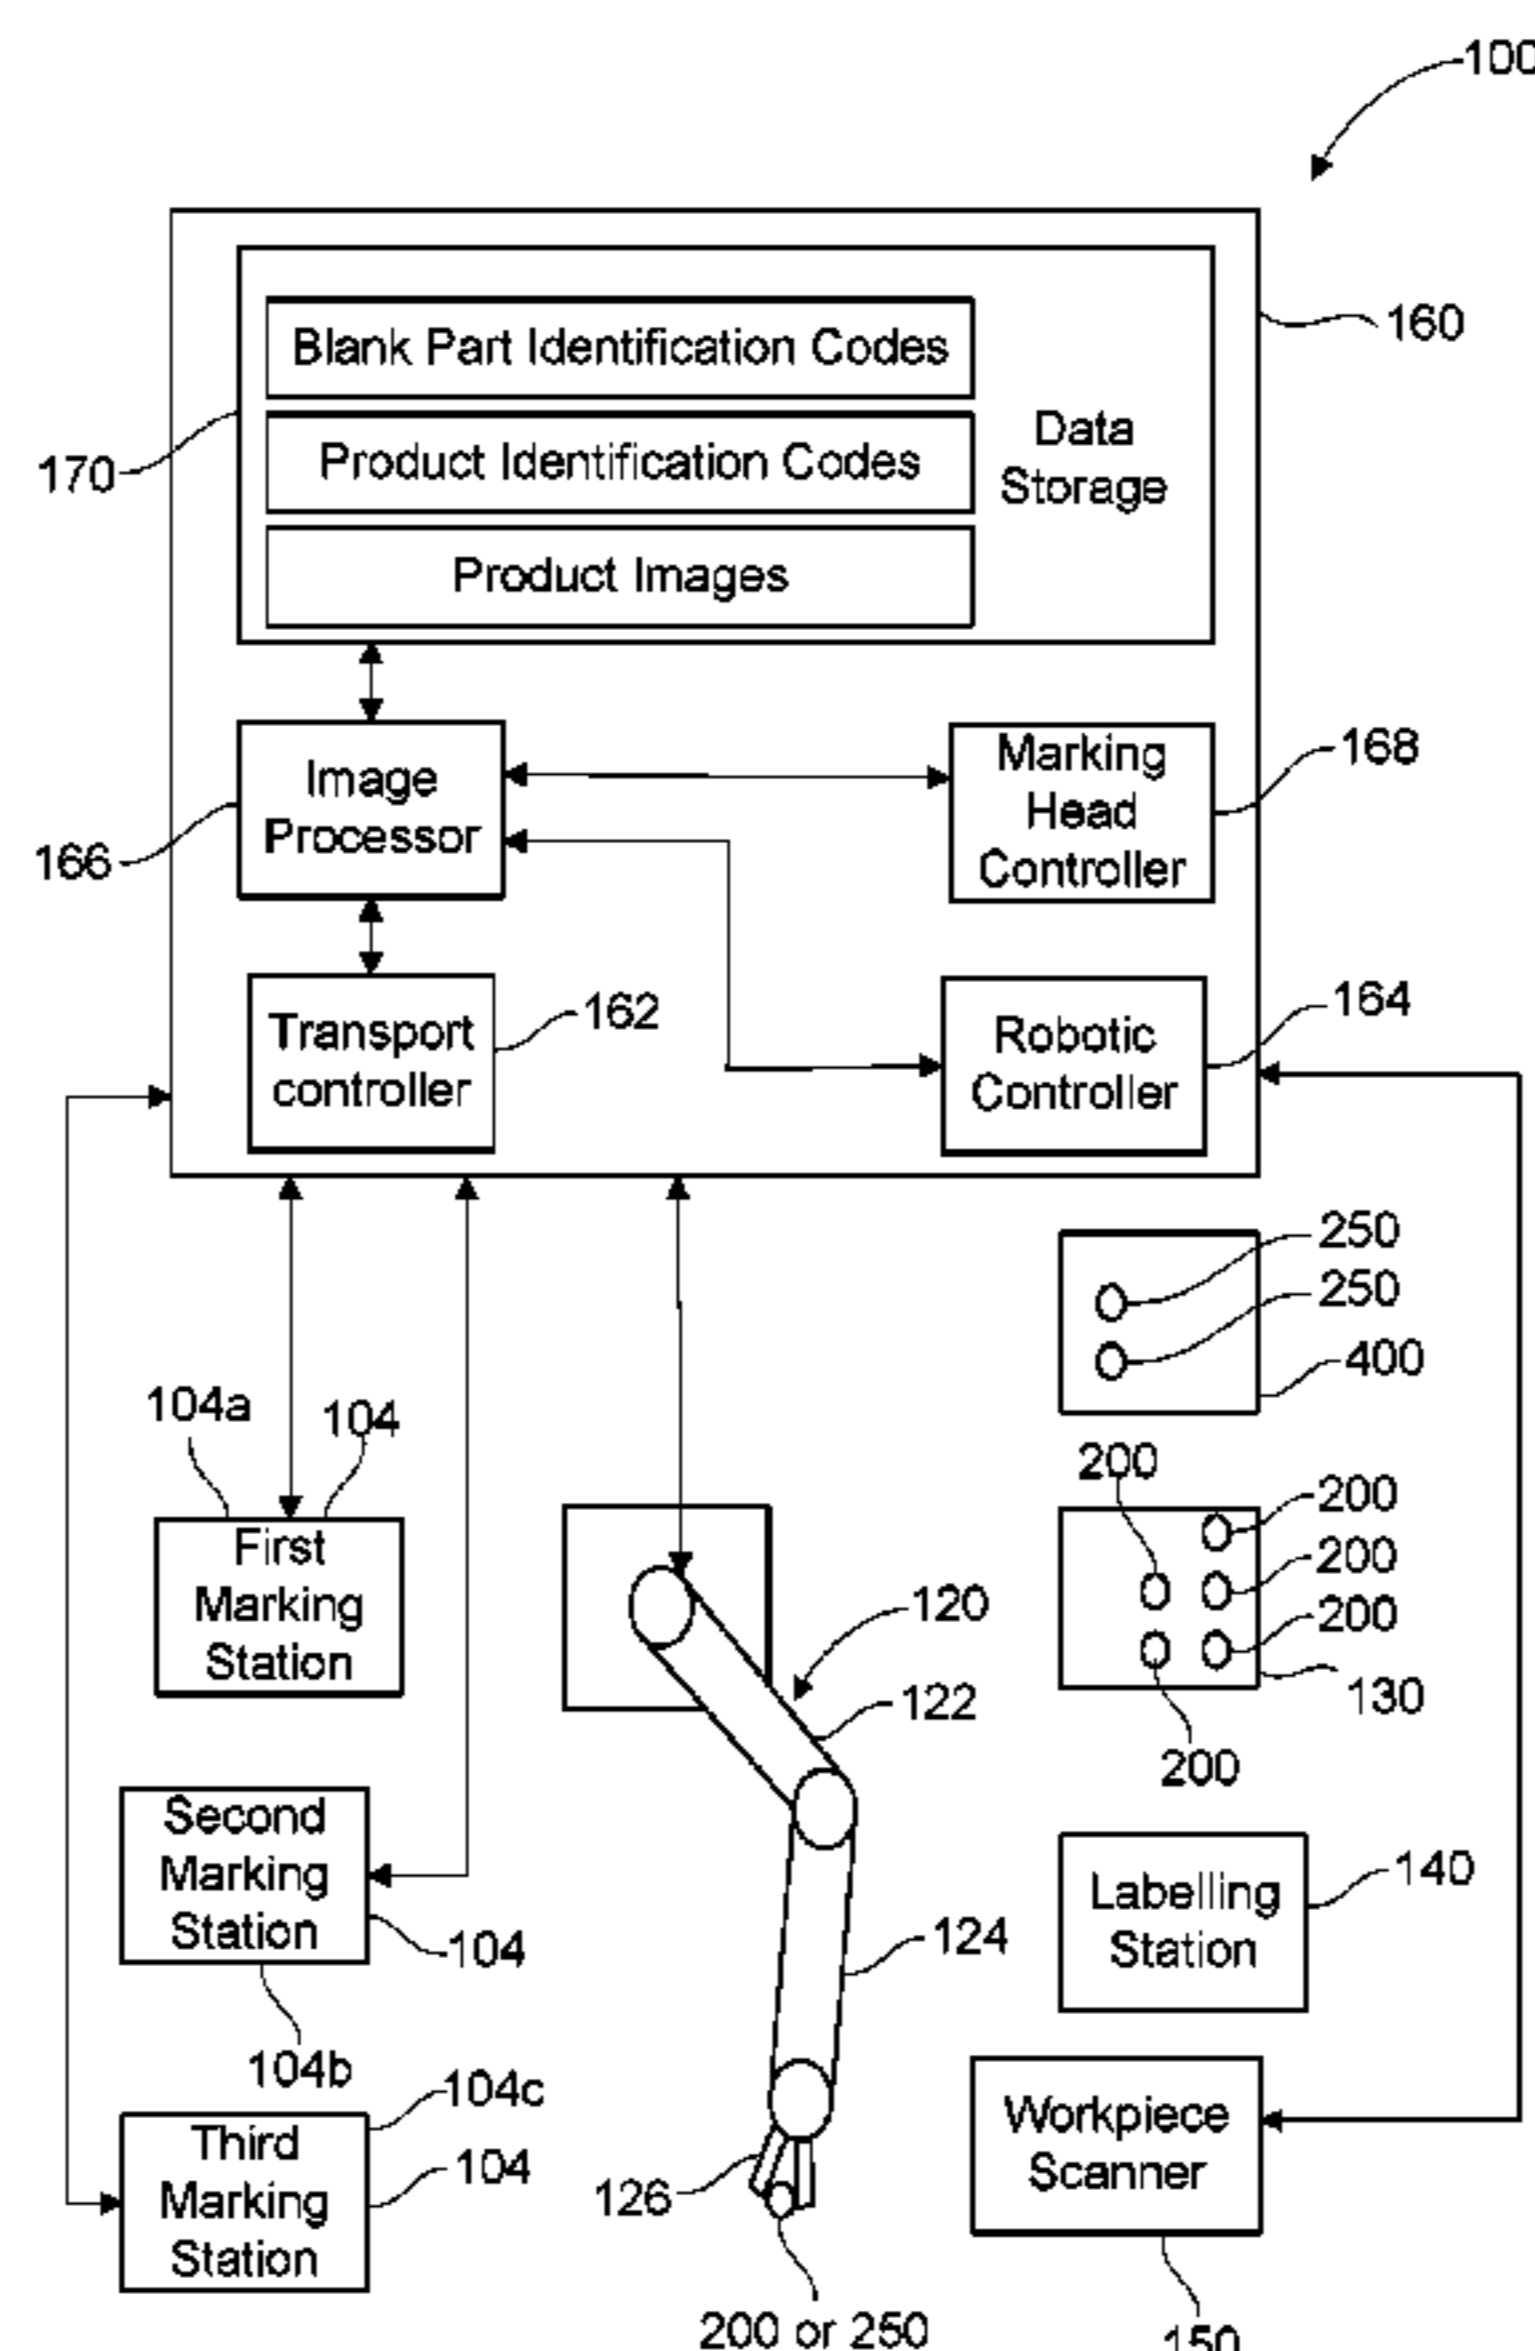 100
160
Blank Part Identification Codes
Product Identification Codes
Product Images
Data
Storage
170
Image
Processor
166
Marking
Head
Controller
168
Transport
controller
162
Robotic
Controller
164
250
250
400
104a
104
First
Marking
Station
200
200
200
200
130
200
120
122
Second
Marking
Station
104
104b
124
Labelling
Station
140
104c
Third
Marking
Station
104
126
200 or 250
Workpiece
Scanner
150